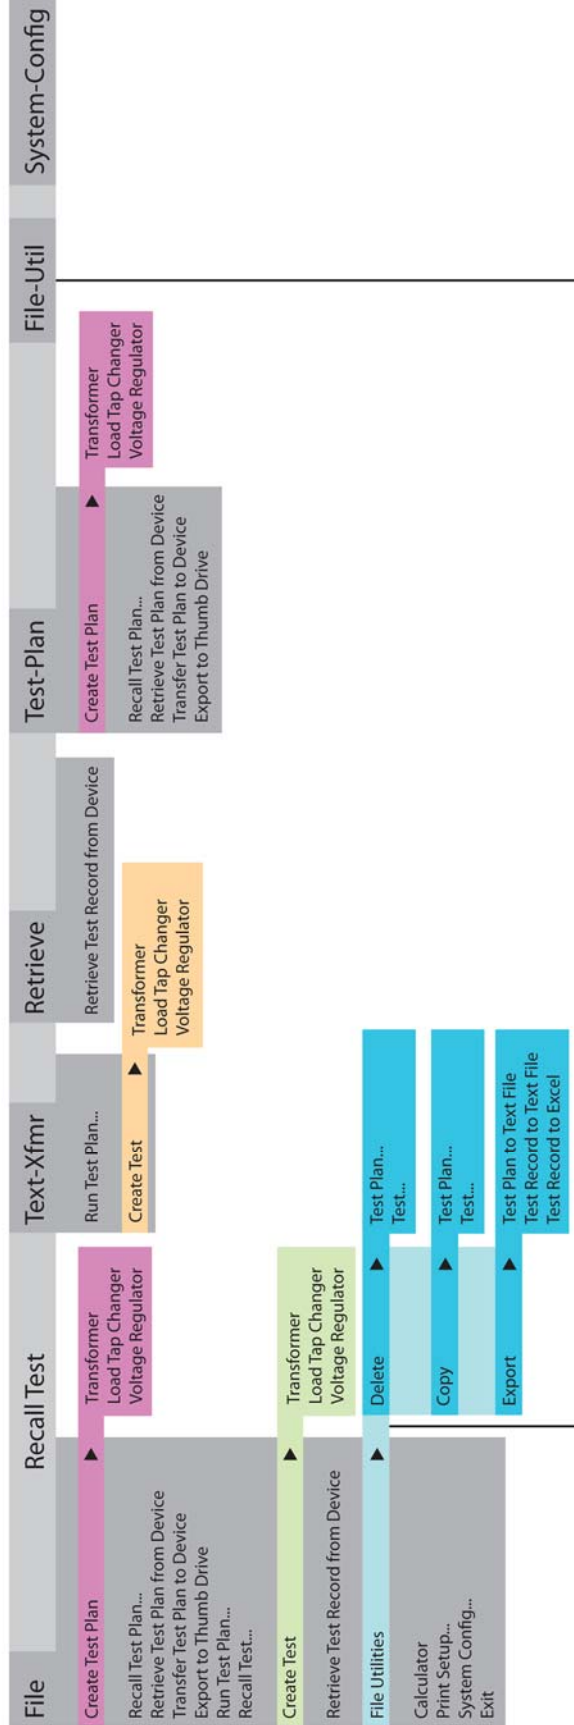 File
Recall Test
Text-Xfmr
Retrieve
Test-Plan
File-Util
System-Config
Create Test Plan
Transformer
Load Tap Changer
Voltage Regulator
Recall Test Plan...
Retrieve Test Plan from Device
Transfer Test Plan to Device
Export to Thumb Drive
Run Test Plan...
Recall Test...
Create Test
Transformer
Load Tap Changer
Voltage Regulator
Retrieve Test Record from Device
File Utilities
Delete
Test Plan...
Test...
Copy
Test Plan...
Test...
Export
Test Plan to Text File
Test Record to Text File
Test Record to Excel
Calculator
Print Setup...
System Config...
Exit
Run Test Plan...
Create Test
Transformer
Load Tap Changer
Voltage Regulator
Retrieve Test Record from Device
Create Test Plan
Transformer
Load Tap Changer
Voltage Regulator
Recall Test Plan...
Retrieve Test Plan from Device
Transfer Test Plan to Device
Export to Thumb Drive